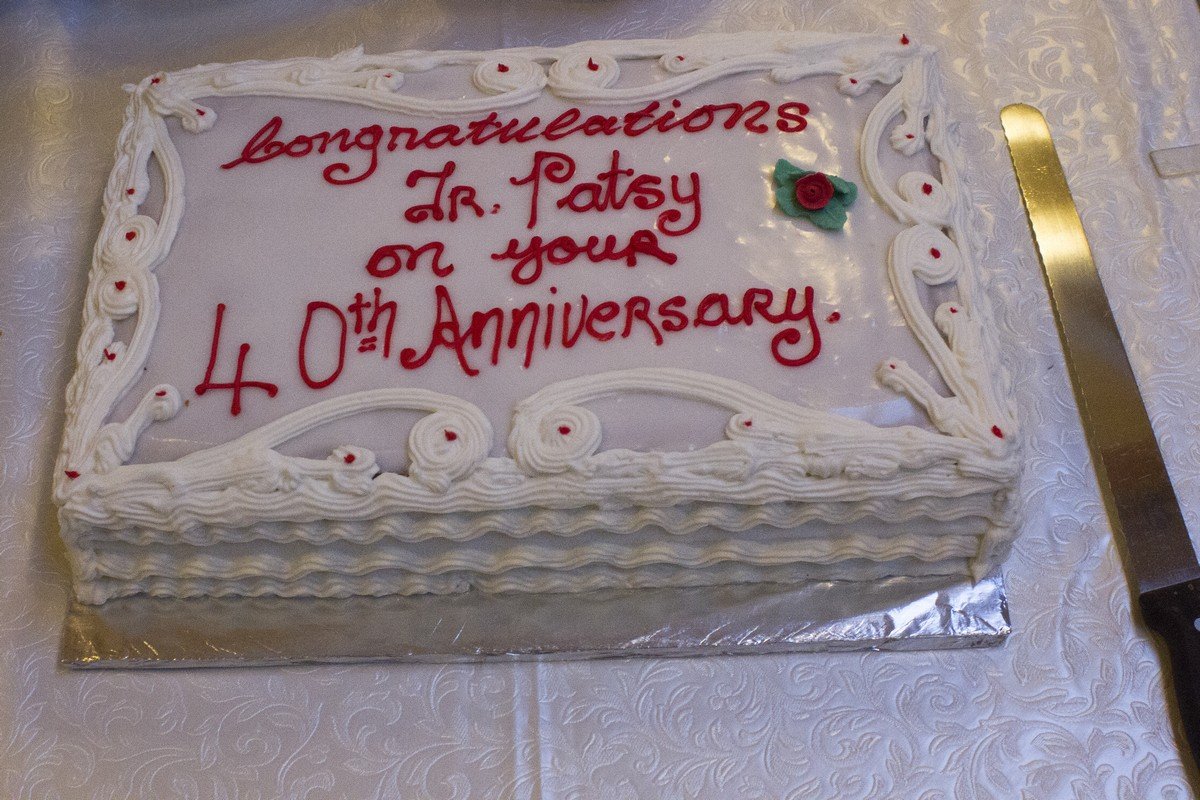 Congratulations
Fr. Patsy
on your
40th Anniversary.